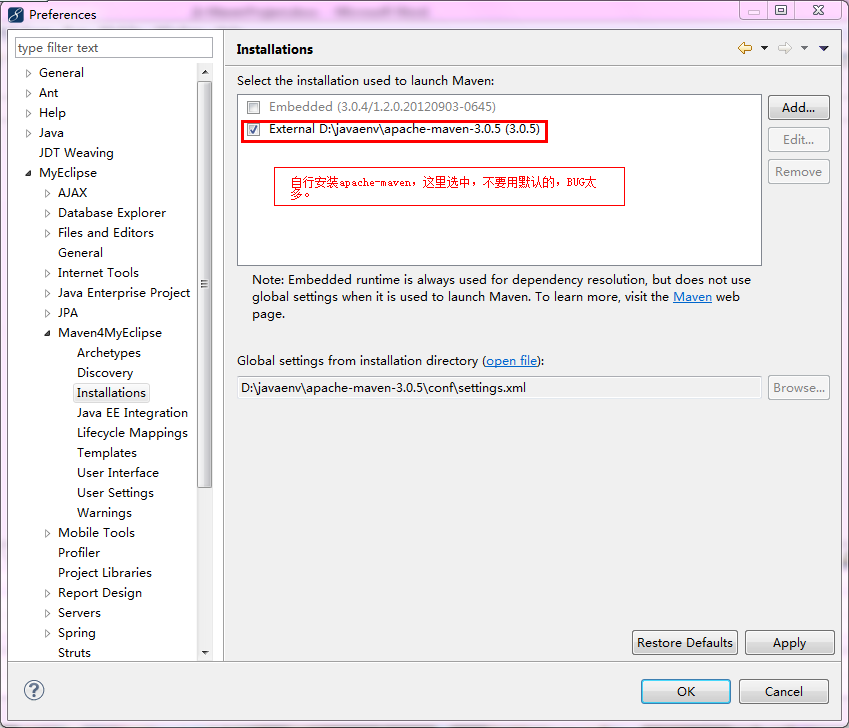 Preferences
type filter text
General
Ant
Help
Java
JDT Weaving
MyEclipse
AJAX
Database Explorer
Files and Editors
General
Internet Tools
Java Enterprise Project
JPA
Maven4MyEclipse
Archetypes
Discovery
Installations
Java EE Integration
Lifecycle Mappings
Templates
User Interface
User Settings
Warnings
Mobile Tools
Profiler
Project Libraries
Report Design
Servers
Spring
Struts
Installations
Select the installation used to launch Maven:
Embedded (3.0.4/1.2.0.20120903-0645)
External D:\javaenv\apache-maven-3.0.5 (3.0.5)
自行安装apache-maven，这里选中，不要用默认的，BUG太
多。
Add...
Edit...
Remove
Note: Embedded runtime is always used for dependency resolution, but does not use
global settings when it is used to launch Maven. To learn more, visit the Maven web
page.
Global settings from installation directory (open file):
D:\javaenv\apache-maven-3.0.5\conf\settings.xml
Browse...
Restore Defaults
Apply
OK
Cancel